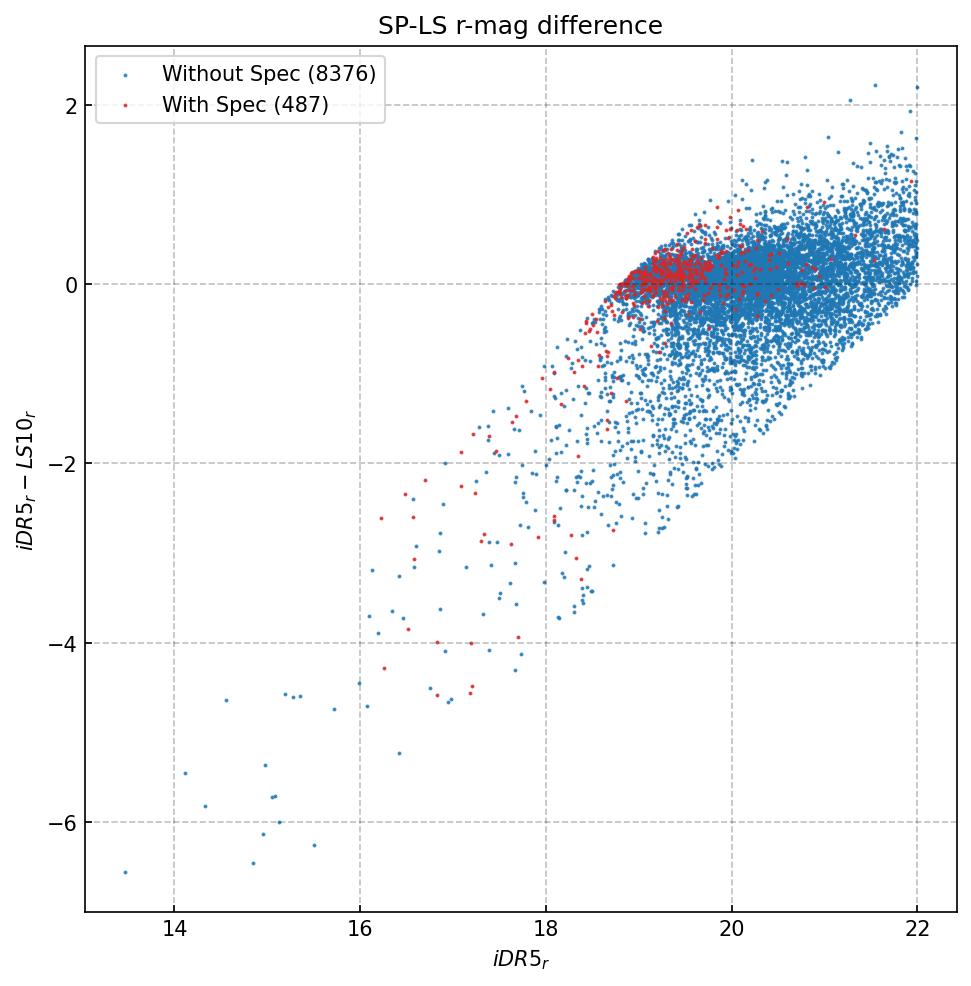 SP-LS r-mag difference
Without Spec (8376)
With Spec (487)
2
0
−2
−4
−6
iDR5r − LS10r
14 16 18 20 22
iDR5r